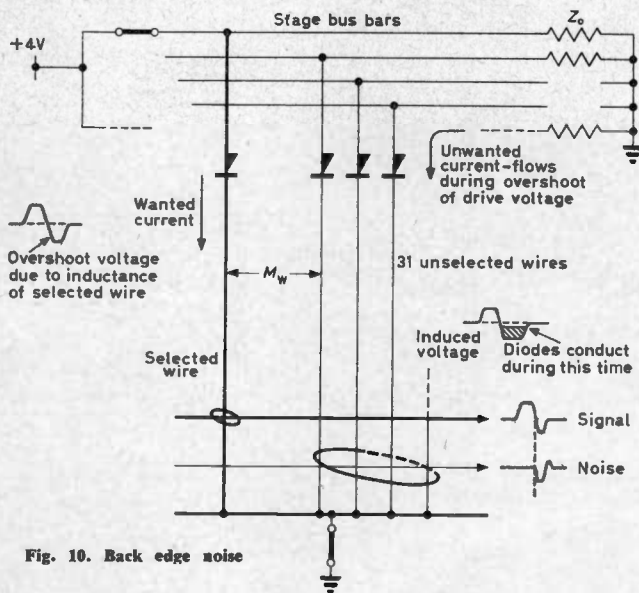 Stage bus bars
Zo
+4V
Wanted
current
Unwanted
current-flows
during overshoot
of drive voltage
Overshoot voltage
due to inductance
of selected wire
Mw
31 unselected wires
Induced
voltage
Diodes conduct
during this time
Selected
wire
Signal
Noise
Fig. 10. Back edge noise